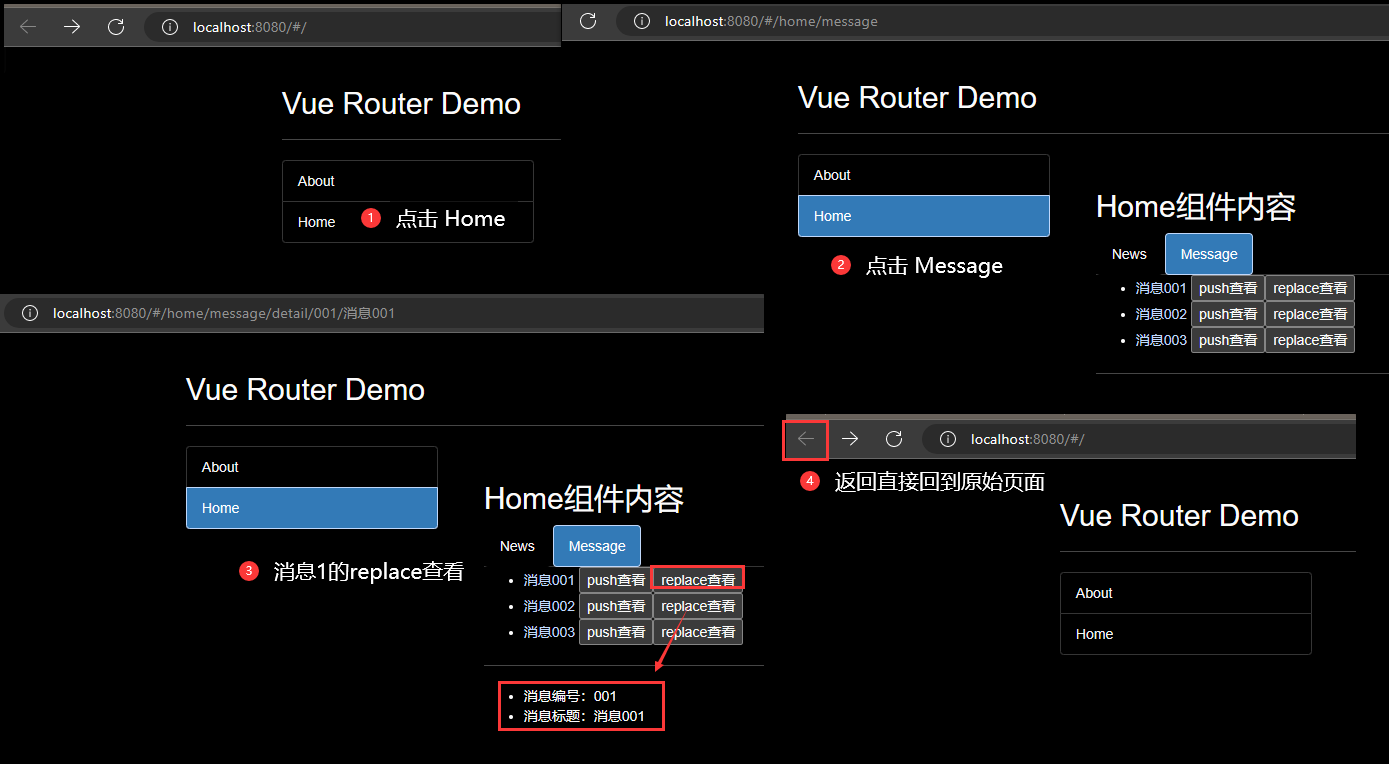 localhost:8080/#/
Vue Router Demo
About
Home
1 点击 Home
localhost:8080/#/home/message
Vue Router Demo
About
Home
2 点击 Message
Home组件内容
News Message
消息001 push查看 replace查看
消息002 push查看 replace查看
消息003 push查看 replace查看
localhost:8080/#/home/message/detail/001/消息001
Vue Router Demo
About
Home
3 消息1的replace查看
Home组件内容
News Message
消息001 push查看 replace查看
消息002 push查看 replace查看
消息003 push查看 replace查看
消息编号：001
消息标题：消息001
localhost:8080/#/
4 返回直接回到原始页面
Vue Router Demo
About
Home